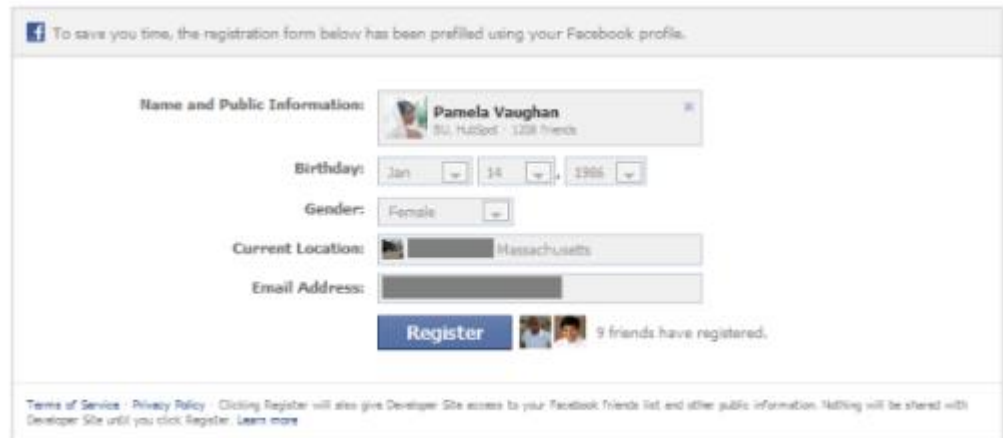 To save you time, the registration form below has been prefilled using your Facebook profile.
Name and Public Information:
Pamela Vaughan
BU, HubSpot · 1208 friends
Birthday: Jan 14, 1986
Gender: Female
Current Location: Massachusetts
Email Address:
Register 9 friends have registered.
Terms of Service · Privacy Policy · Clicking Register will also give Developer Site access to your Facebook friends list and other public information. Nothing will be shared with
Developer Site until you click Register. Learn more